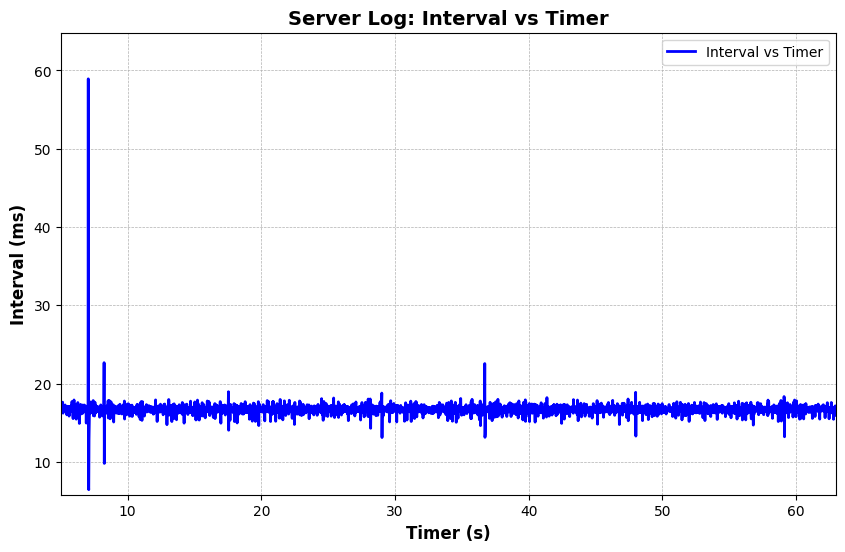 Server Log: Interval vs Timer
Interval vs Timer
60
50
40
30
20
10
Interval (ms)
10 20 30 40 50 60
Timer (s)